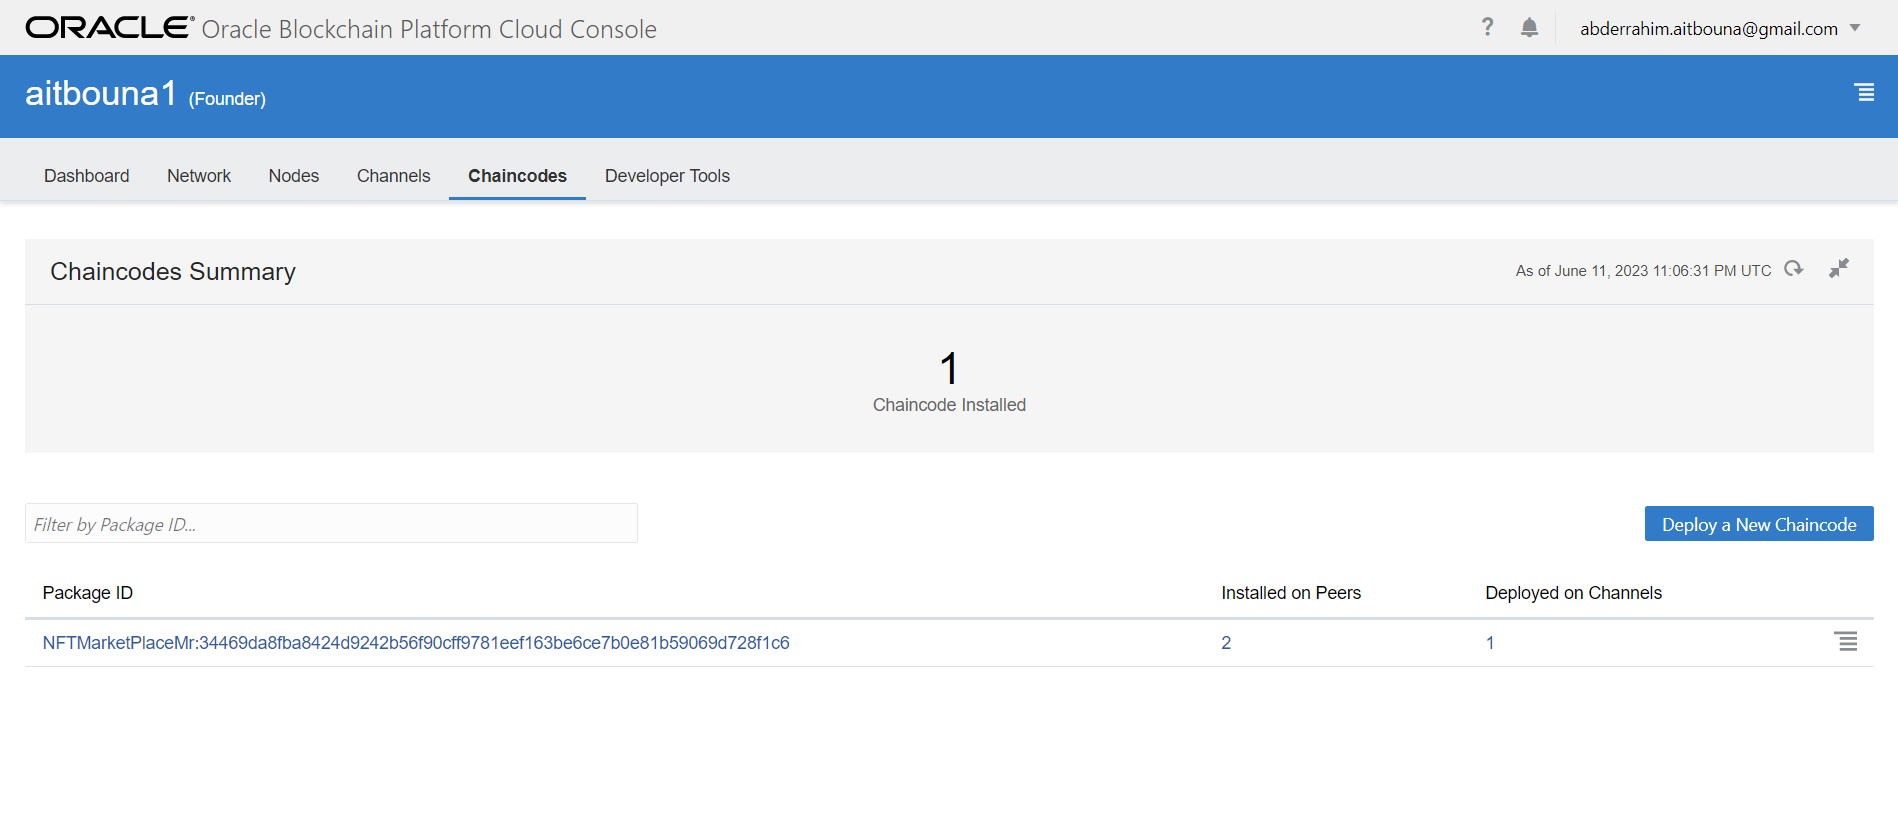 ORACLE® Oracle Blockchain Platform Cloud Console
? abderrahim.aitbouna@gmail.com
aitbouna1 (Founder)
Dashboard Network Nodes Channels Chaincodes Developer Tools
Chaincodes Summary
As of June 11, 2023 11:06:31 PM UTC
1
Chaincode Installed
Filter by Package ID...
Deploy a New Chaincode
Package ID Installed on Peers Deployed on Channels
NFTMarketPlaceMr:34469da8fba8424d9242b56f90cff9781eef163be6ce7b0e81b59069d728f1c6 2 1